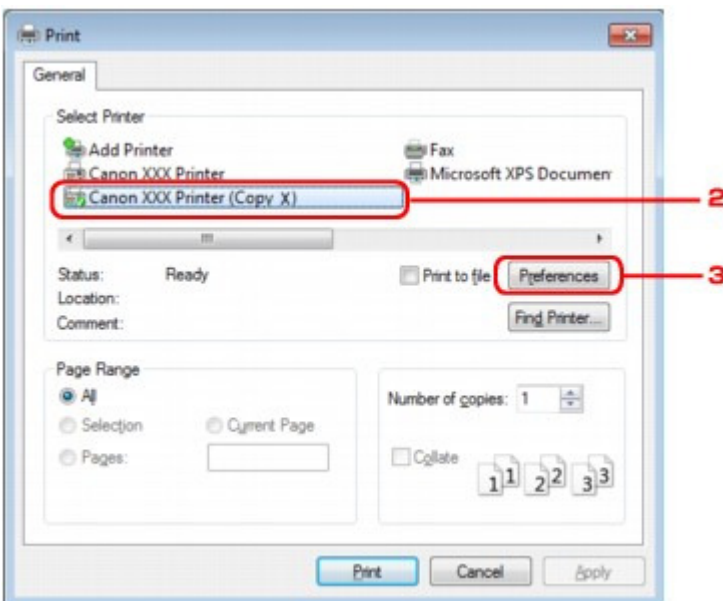 Print
General
Select Printer
Add Printer
Fax
Canon XXX Printer
Microsoft XPS Documen
Canon XXX Printer (Copy X)
2
Status: Ready
Print to file
Preferences
3
Location:
Comment:
Find Printer...
Page Range
All
Selection
Current Page
Pages:
Number of copies: 1
Collate
1 1 2 2 3 3
Print
Cancel
Apply